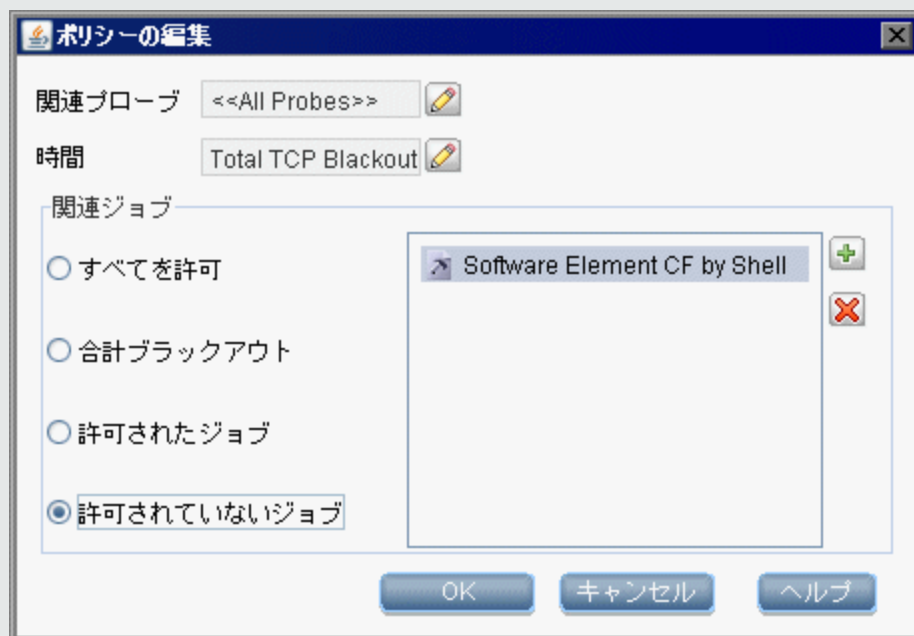 ポリシーの編集
関連プローブ <<All Probes>>
時間 Total TCP Blackout
関連ジョブ
すべてを許可
Software Element CF by Shell
合計ブラックアウト
許可されたジョブ
許可されていないジョブ
OK キャンセル ヘルプ